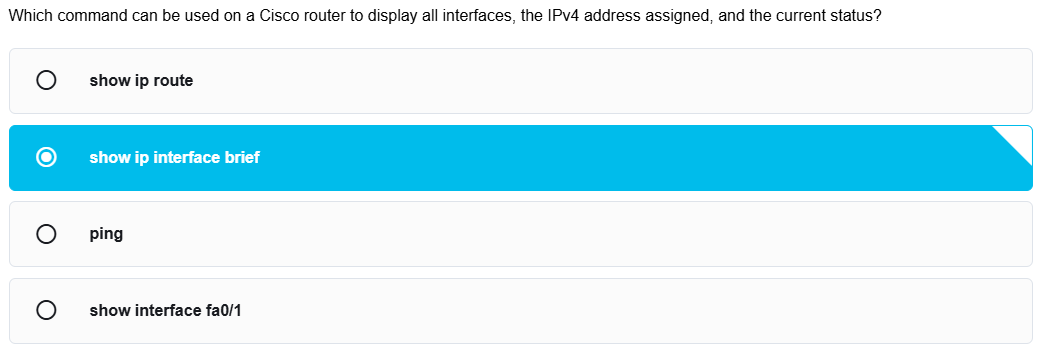 Which command can be used on a Cisco router to display all interfaces, the IPv4 address assigned, and the current status?
show ip route
show ip interface brief
ping
show interface fa0/1